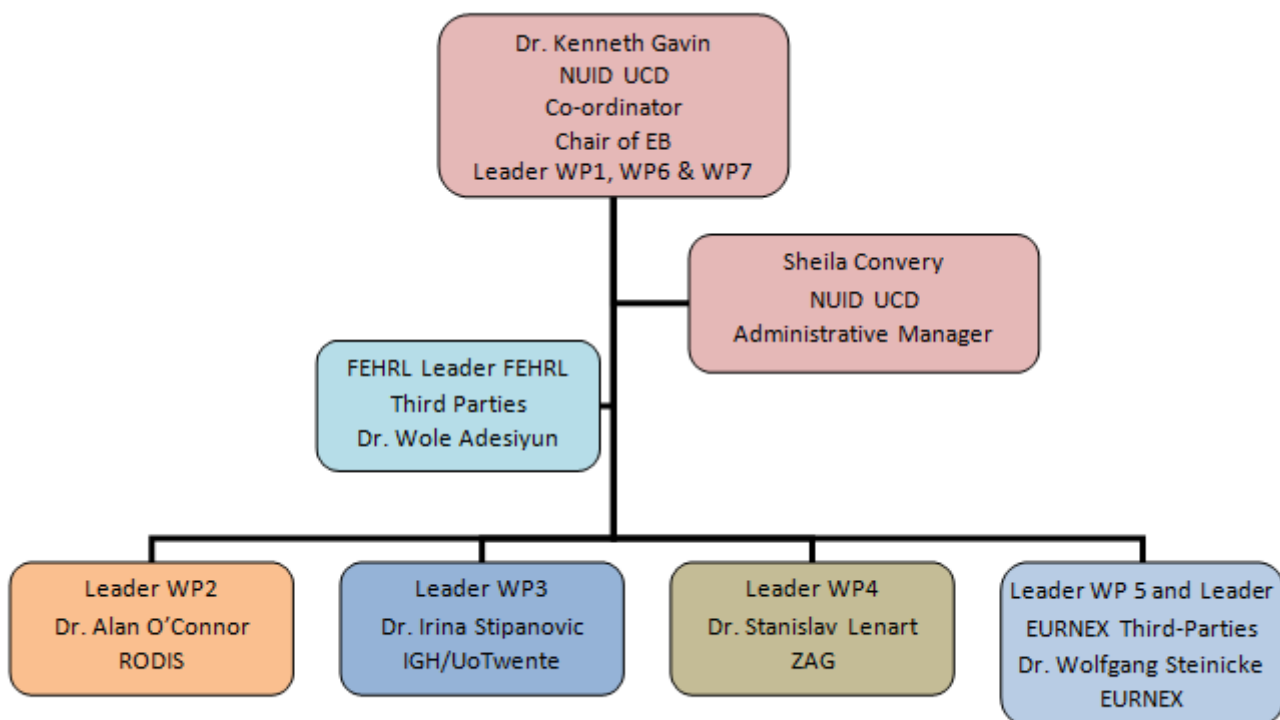 Dr. Kenneth Gavin
NUID UCD
Co-ordinator
Chair of EB
Leader WP1, WP6 & WP7
Sheila Convery
NUID UCD
Administrative Manager
FEHRL Leader FEHRL
Third Parties
Dr. Wole Adesiyun
Leader WP2
Dr. Alan O’Connor
RODIS
Leader WP3
Dr. Irina Stipanovic
IGH/UoTwente
Leader WP4
Dr. Stanislav Lenart
ZAG
Leader WP 5 and Leader
EURNEX Third-Parties
Dr. Wolfgang Steinicke
EURNEX